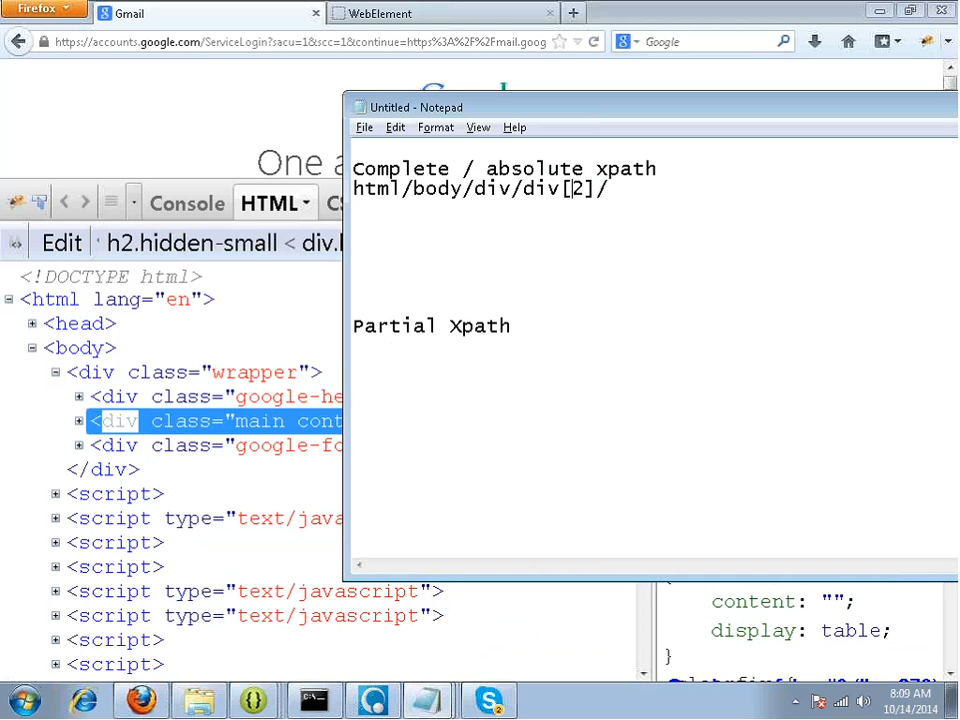 Firefox
Gmail
WebElement
https://accounts.google.com/ServiceLogin?sacu=1&scc=1&continue=https%3A%2F%2Fmail.goog
Google
One a
Untitled - Notepad
File Edit Format View Help
Complete / absolute xpath
html/body/div/div[2]/
Partial Xpath
Console HTML
Edit h2.hidden-small < div.
<!DOCTYPE html>
<html lang="en">
<head>
<body>
<div class="wrapper">
<div class="google-he
<div class="main cont
<div class="google-fo
</div>
<script>
<script type="text/java
<script>
<script>
<script type="text/javascript">
<script type="text/javascript">
<script>
<script>
content: "";
display: table;
}
8:09 AM
10/14/2014